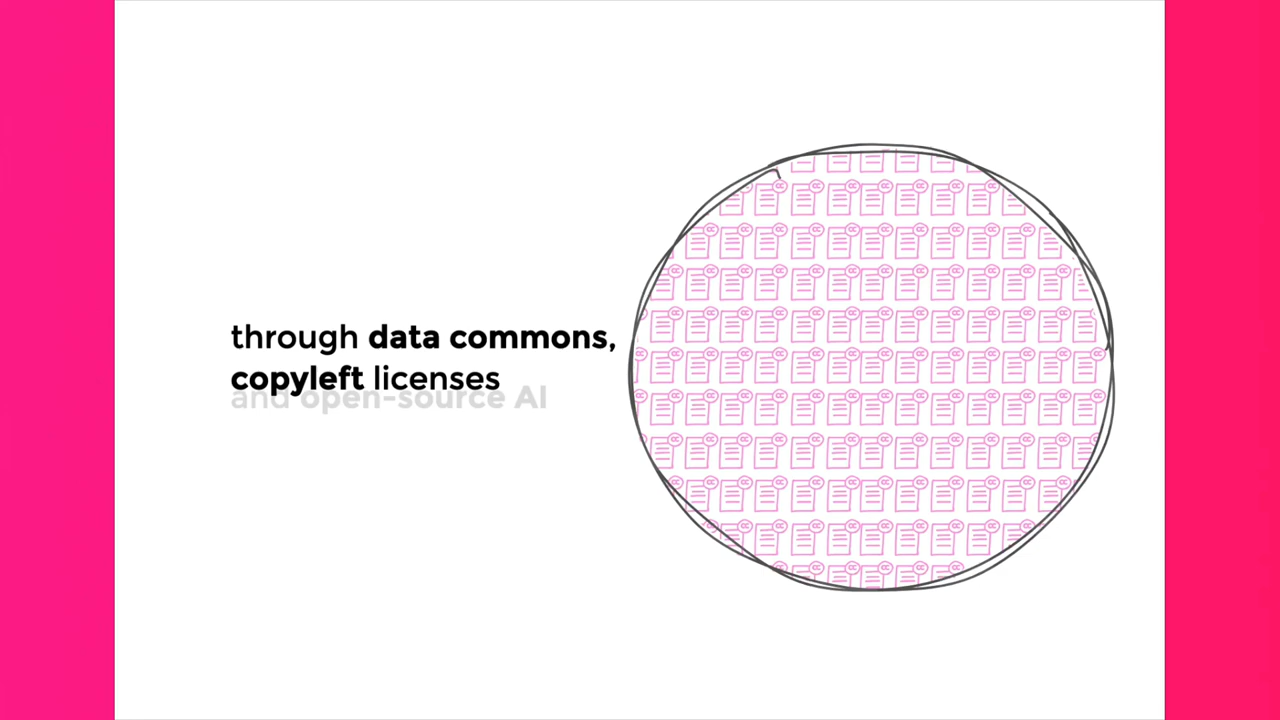 through data commons,
copyleft licenses
and open-source AI